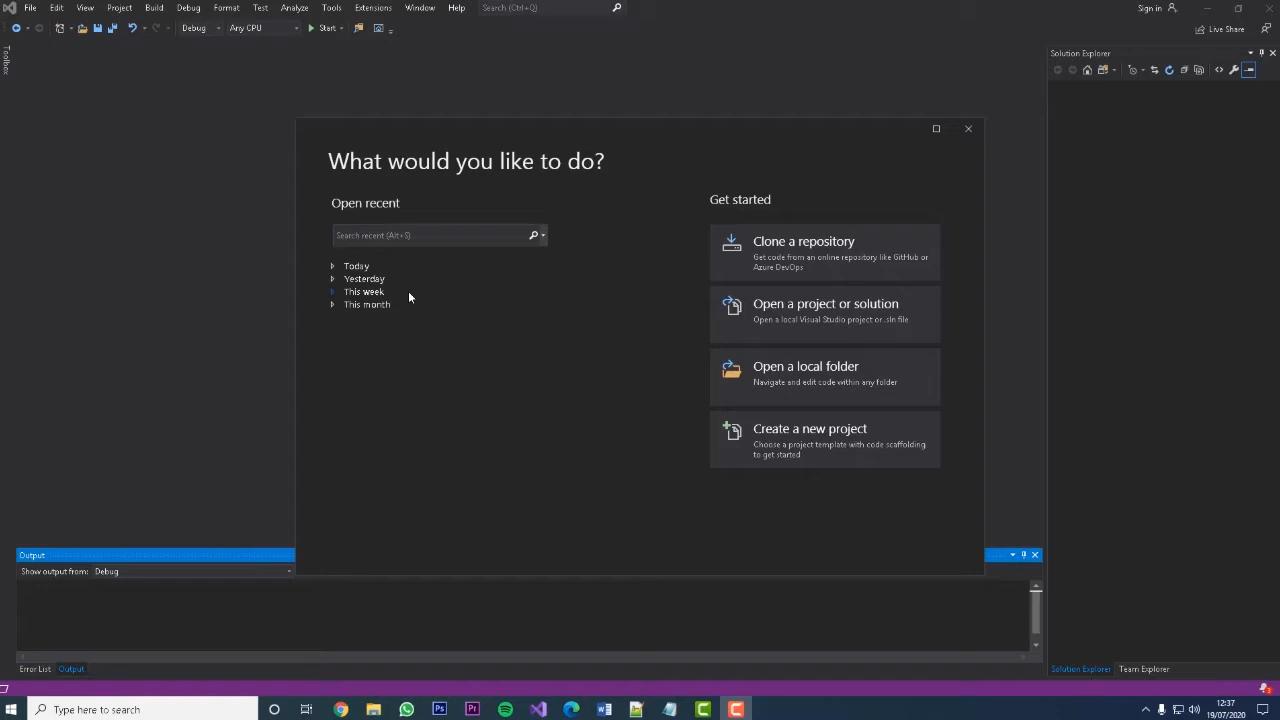 File Edit View Project Build Debug Format Test Analyze Tools Extensions Window Help Search (Ctrl+Q) Sign in
Debug Any CPU Start Live Share
Toolbox
Solution Explorer
What would you like to do?
Open recent
Search recent (Alt+S)
Today
Yesterday
This week
This month
Get started
Clone a repository
Get code from an online repository like GitHub or
Azure DevOps
Open a project or solution
Open a local Visual Studio project or .sln file
Open a local folder
Navigate and edit code within any folder
Create a new project
Choose a project template with code scaffolding
to get started
Output
Show output from: Debug
Error List Output
Solution Explorer Team Explorer
Type here to search
Ps
Pr
12:37
19/07/2020